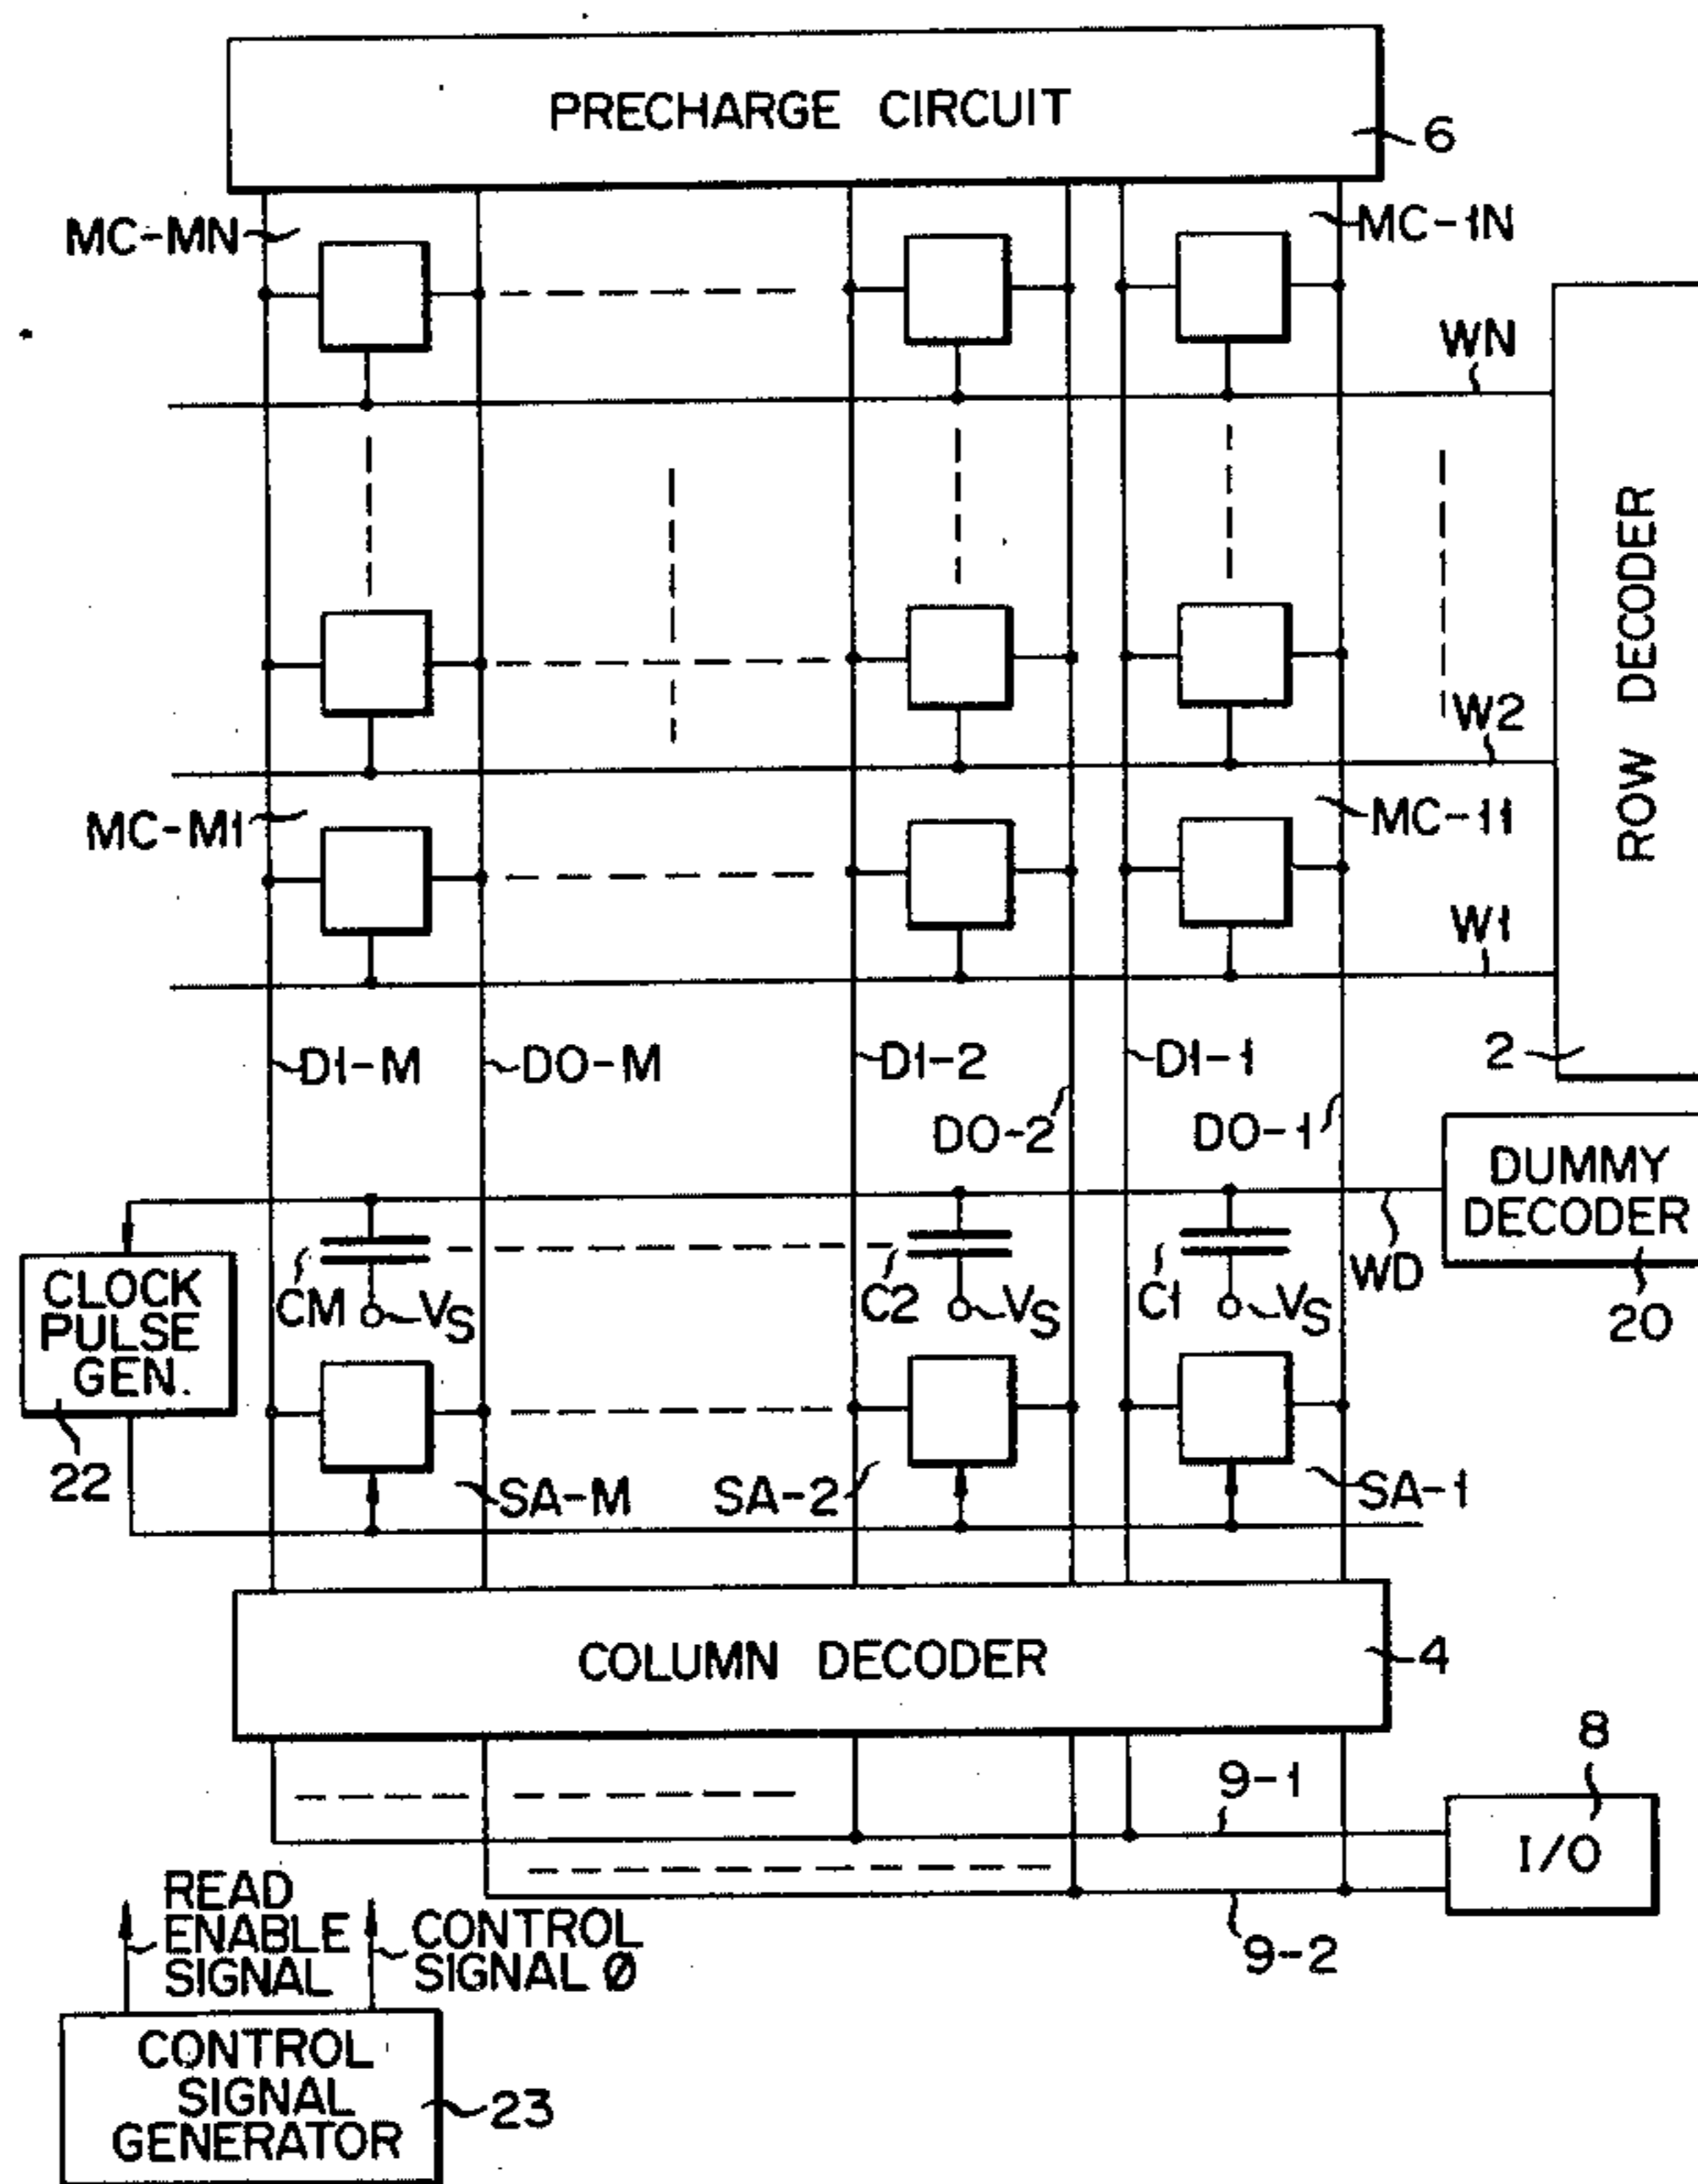 PRECHARGE CIRCUIT
6
MC-MN
MC-1N
WN
ROW DECODER
W2
MC-M1
MC-11
W1
2
D1-M
DO-M
D1-2
D1-1
DO-2
DO-1
DUMMY
DECODER
WD
20
CLOCK
PULSE
GEN.
22
CM
VS
C2
VS
C1
VS
SA-M
SA-2
SA-1
COLUMN DECODER
4
9-1
8
I/O
9-2
READ
ENABLE
SIGNAL
CONTROL
SIGNAL Ø
CONTROL
SIGNAL
GENERATOR
23